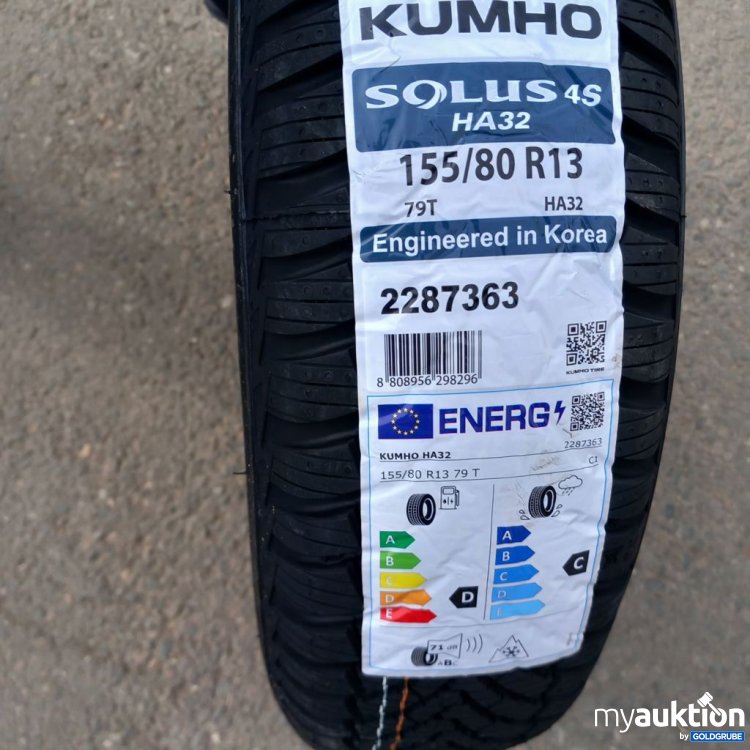 KUMHO
SOLUS 4S
HA32
155/80 R13
79T HA32
Engineered in Korea
2287363
8 808956 298296
KUMHO TIRE
ENERG
2287363
KUMHO HA32
155/80 R13 79 T C1
A
B
C
D
E
D
A
B
C
D
E
C
71 dB
ABC
myauktion
by GOLDGRUBE